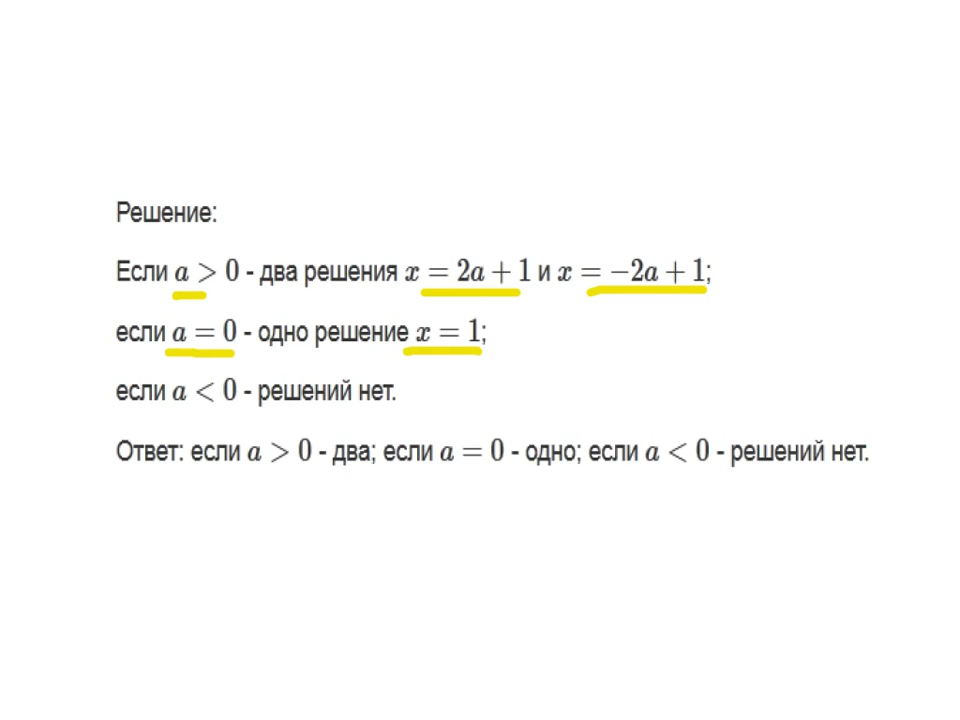 Решение:
Если a > 0 - два решения x = 2a + 1 и x = −2a + 1;
если a = 0 - одно решение x = 1;
если a < 0 - решений нет.
Ответ: если a > 0 - два; если a = 0 - одно; если a < 0 - решений нет.